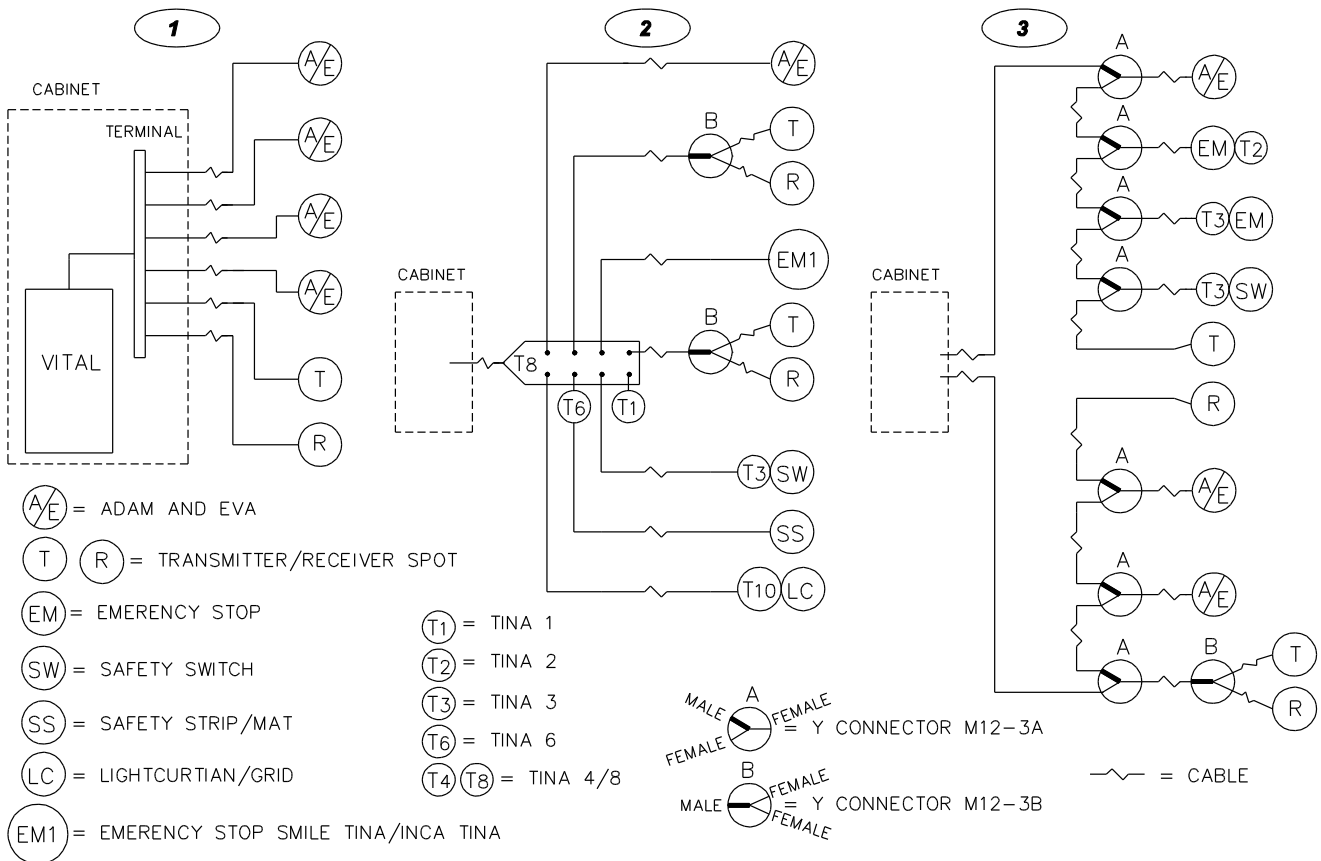 1
CABINET
TERMINAL
VITAL
A/E
A/E
A/E
A/E
T
R
2
A/E
B
T
R
EM1
CABINET
T8
B
T
R
T6
T1
T3 SW
SS
T10 LC
3
A
A/E
A
EM T2
A
T3 EM
A
T3 SW
CABINET
T
R
A
A/E
A
A/E
A
B
T
R
A/E = ADAM AND EVA
T R = TRANSMITTER/RECEIVER SPOT
EM = EMERENCY STOP
SW = SAFETY SWITCH
SS = SAFETY STRIP/MAT
LC = LIGHTCURTIAN/GRID
EM1 = EMERENCY STOP SMILE TINA/INCA TINA
T1 = TINA 1
T2 = TINA 2
T3 = TINA 3
T6 = TINA 6
T4 T8 = TINA 4/8
A
MALE
FEMALE
FEMALE
= Y CONNECTOR M12-3A
B
MALE
FEMALE
FEMALE
= Y CONNECTOR M12-3B
= CABLE